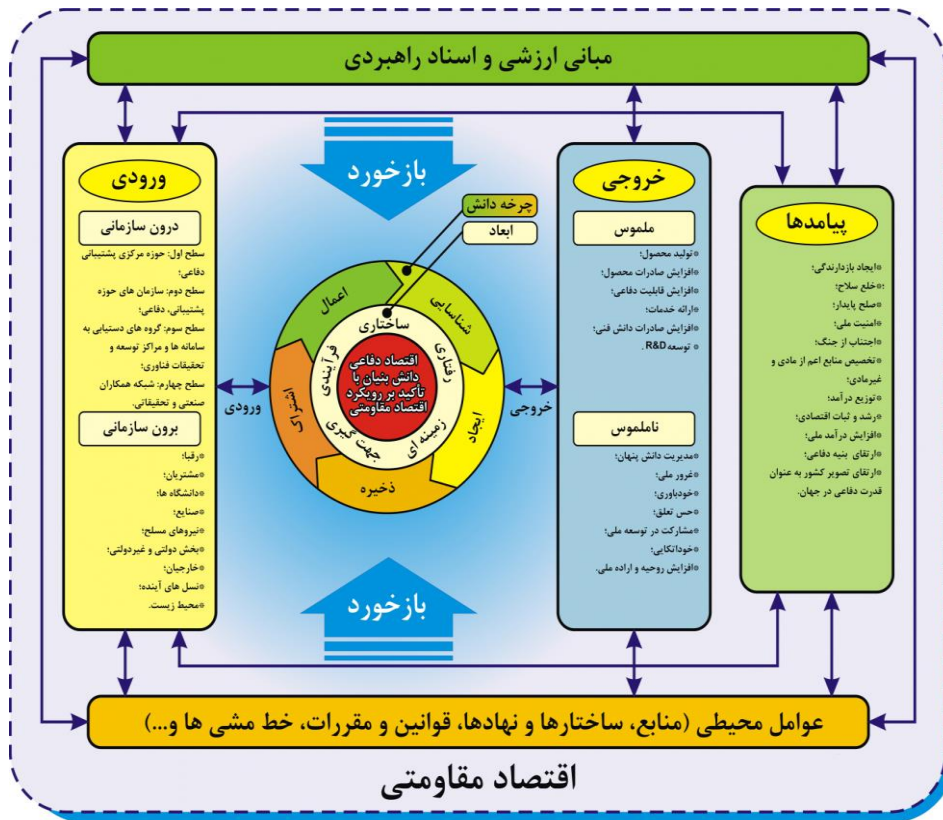 مبانی ارزشی و اسناد راهبردی
ورودی
درون سازمانی
سطح اول: حوزه مرکزی پشتیبانی
دفاعی؛
سطح دوم: سازمان های حوزه
پشتیبانی، دفاعی؛
سطح سوم: گروه های دستیابی به
سامانه ها و مراکز توسعه و
تحقیقات فناوری؛
سطح چهارم: شبکه همکاران
صنعتی و تحقیقاتی.
برون سازمانی
*رقبا؛
*مشتریان؛
*دانشگاه ها؛
*صنایع؛
*نیروهای مسلح؛
*بخش دولتی و غیردولتی؛
*خارجیان؛
*نسل های آینده؛
*محیط زیست.
ورودی
بازخورد
چرخه دانش
ابعاد
شناسایی
ایجاد
ذخیره
اشتراک
اعمال
ساختاری
رفتاری
زمینه ای
جهت گیری
فرآیندی
اقتصاد دفاعی
دانش بنیان با
تأکید بر رویکرد
اقتصاد مقاومتی
بازخورد
خروجی
خروجی
ملموس
*تولید محصول؛
*افزایش صادرات محصول؛
*افزایش قابلیت دفاعی؛
*ارائه خدمات؛
*افزایش صادرات دانش فنی؛
* توسعه R&D.
ناملموس
*مدیریت دانش پنهان؛
*غرور ملی؛
*خودباوری؛
*حس تعلق؛
*مشارکت در توسعه ملی؛
*خوداتکایی؛
*افزایش روحیه و اراده ملی.
پیامدها
*ایجاد بازدارندگی؛
؛*خلع سلاح؛
*صلح پایدار؛
*امنیت ملی؛
*اجتناب از جنگ؛
*تخصیص منابع اعم از مادی و
غیرمادی؛
*توزیع درآمد؛
*رشد و ثبات اقتصادی؛
*افزایش درآمد ملی؛
*ارتقای بنیه دفاعی؛
*ارتقای تصویر کشور به عنوان
قدرت دفاعی در جهان.
عوامل محیطی (منابع، ساختارها و نهادها، قوانین و مقررات، خط مشی ها و...)
اقتصاد مقاومتی